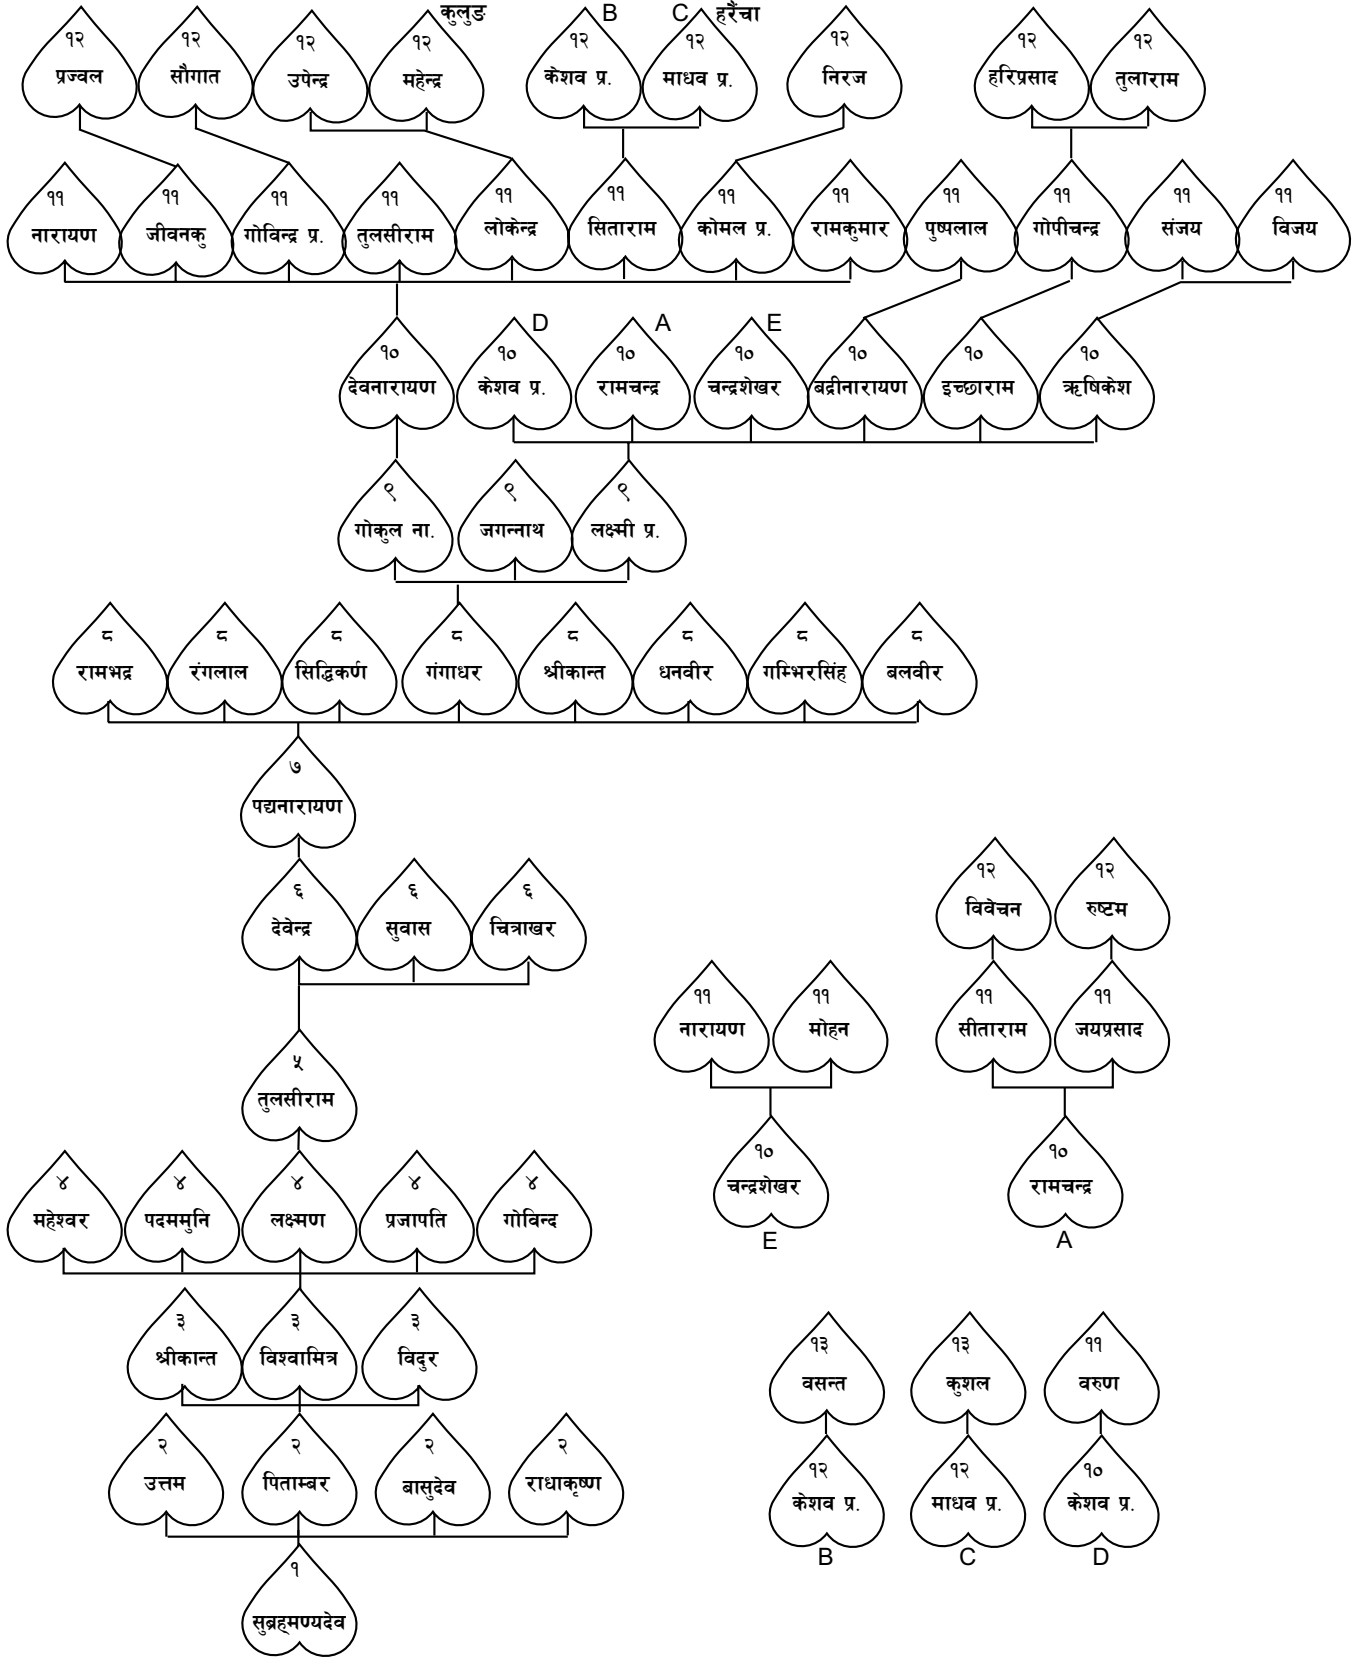 कुलुङ B C हरैंचा
१२ १२ १२ १२ १२ १२ १२ १२ १२
प्रज्वल सौगात उपेन्द्र महेन्द्र केशव प्र. माधव प्र. निरज हरिप्रसाद तुलाराम
११ ११ ११ ११ ११ ११ ११ ११ ११ ११ ११ ११
नारायण जीवनकु गोविन्द्र प्र. तुलसीराम लोकेन्द्र सिताराम कोमल प्र. रामकुमार पुष्पलाल गोपीचन्द्र संजय विजय
D A E
१० १० १० १० १० १० १०
देवनारायण केशव प्र. रामचन्द्र चन्द्रशेखर बद्रीनारायण इच्छाराम ऋषिकेश
९ ९ ९
गोकुल ना. जगन्नाथ लक्ष्मी प्र.
८ ८ ८ ८ ८ ८ ८ ८
रामभद्र रंगलाल सिद्धिकर्ण गंगाधर श्रीकान्त धनवीर गम्भिरसिंह बलवीर
७
पद्यनारायण
६ ६ ६
देवेन्द्र सुवास चित्राखर
५
तुलसीराम
४ ४ ४ ४ ४
महेश्वर पदममुनि लक्ष्मण प्रजापति गोविन्द
३ ३ ३
श्रीकान्त विश्वामित्र विदुर
२ २ २ २
उत्तम पिताम्बर बासुदेव राधाकृष्ण
१
सुब्रह्मण्यदेव
१२ १२
विवेचन रुष्टम
११ ११ ११ ११
नारायण मोहन सीताराम जयप्रसाद
१० १०
चन्द्रशेखर रामचन्द्र
E A
१३ १३ ११
वसन्त कुशल वरुण
१२ १२ १०
केशव प्र. माधव प्र. केशव प्र.
B C D